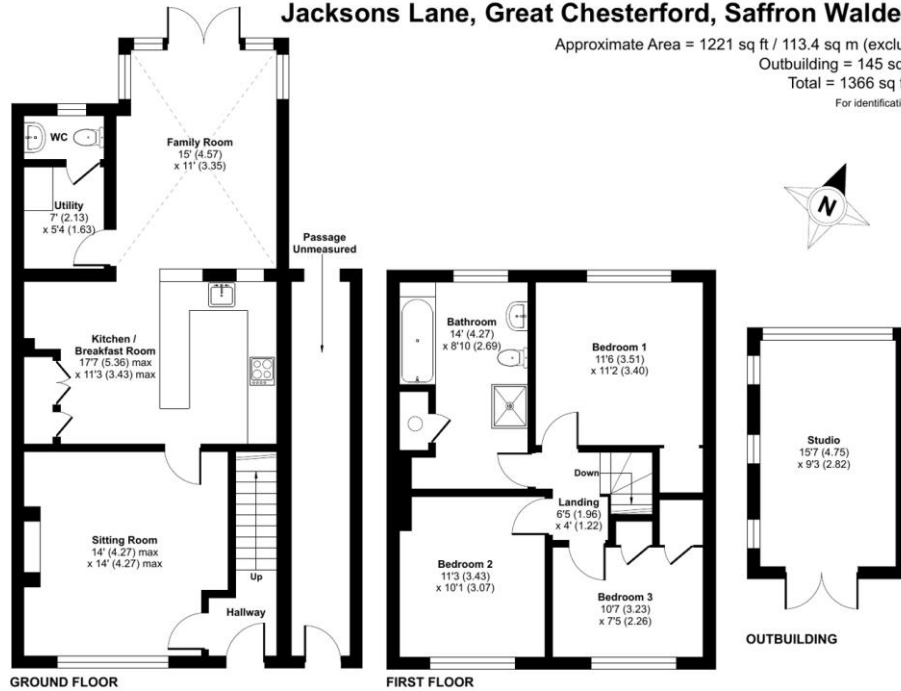 Jacksons Lane, Great Chesterford, Saffron Walde
Approximate Area = 1221 sq ft / 113.4 sq m (exclu
Outbuilding = 145 sq
Total = 1366 sq f
For identificati
N
WC
Utility
7' (2.13)
x 5'4 (1.63)
Family Room
15' (4.57)
x 11' (3.35)
Passage
Unmeasured
Kitchen /
Breakfast Room
17'7 (5.36) max
x 11'3 (3.43) max
Sitting Room
14' (4.27) max
x 14' (4.27) max
Up
Hallway
GROUND FLOOR
Bathroom
14' (4.27)
x 8'10 (2.69)
Bedroom 1
11'6 (3.51)
x 11'2 (3.40)
Down
Landing
6'5 (1.96)
x 4' (1.22)
Bedroom 2
11'3 (3.43)
x 10'1 (3.07)
Bedroom 3
10'7 (3.23)
x 7'5 (2.26)
FIRST FLOOR
Studio
15'7 (4.75)
x 9'3 (2.82)
OUTBUILDING